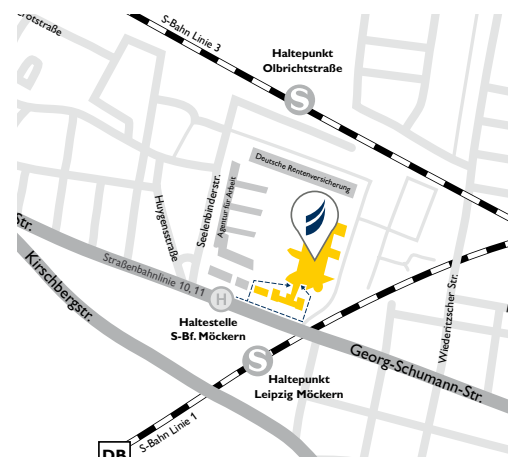 S-Bahn Linie 3
Haltepunkt
Olbrichtstraße
S
Deutsche Rentenversicherung
Agentur für Arbeit
Seelenbinderstr.
Huygensstraße
Str.
Straßenbahnlinie 10, 11
H
Haltestelle
S-Bf. Möckern
Kirschbergstr.
Wiederitzscher Str.
Georg-Schumann-Str.
S
Haltepunkt
Leipzig Möckern
S-Bahn Linie 1
DB